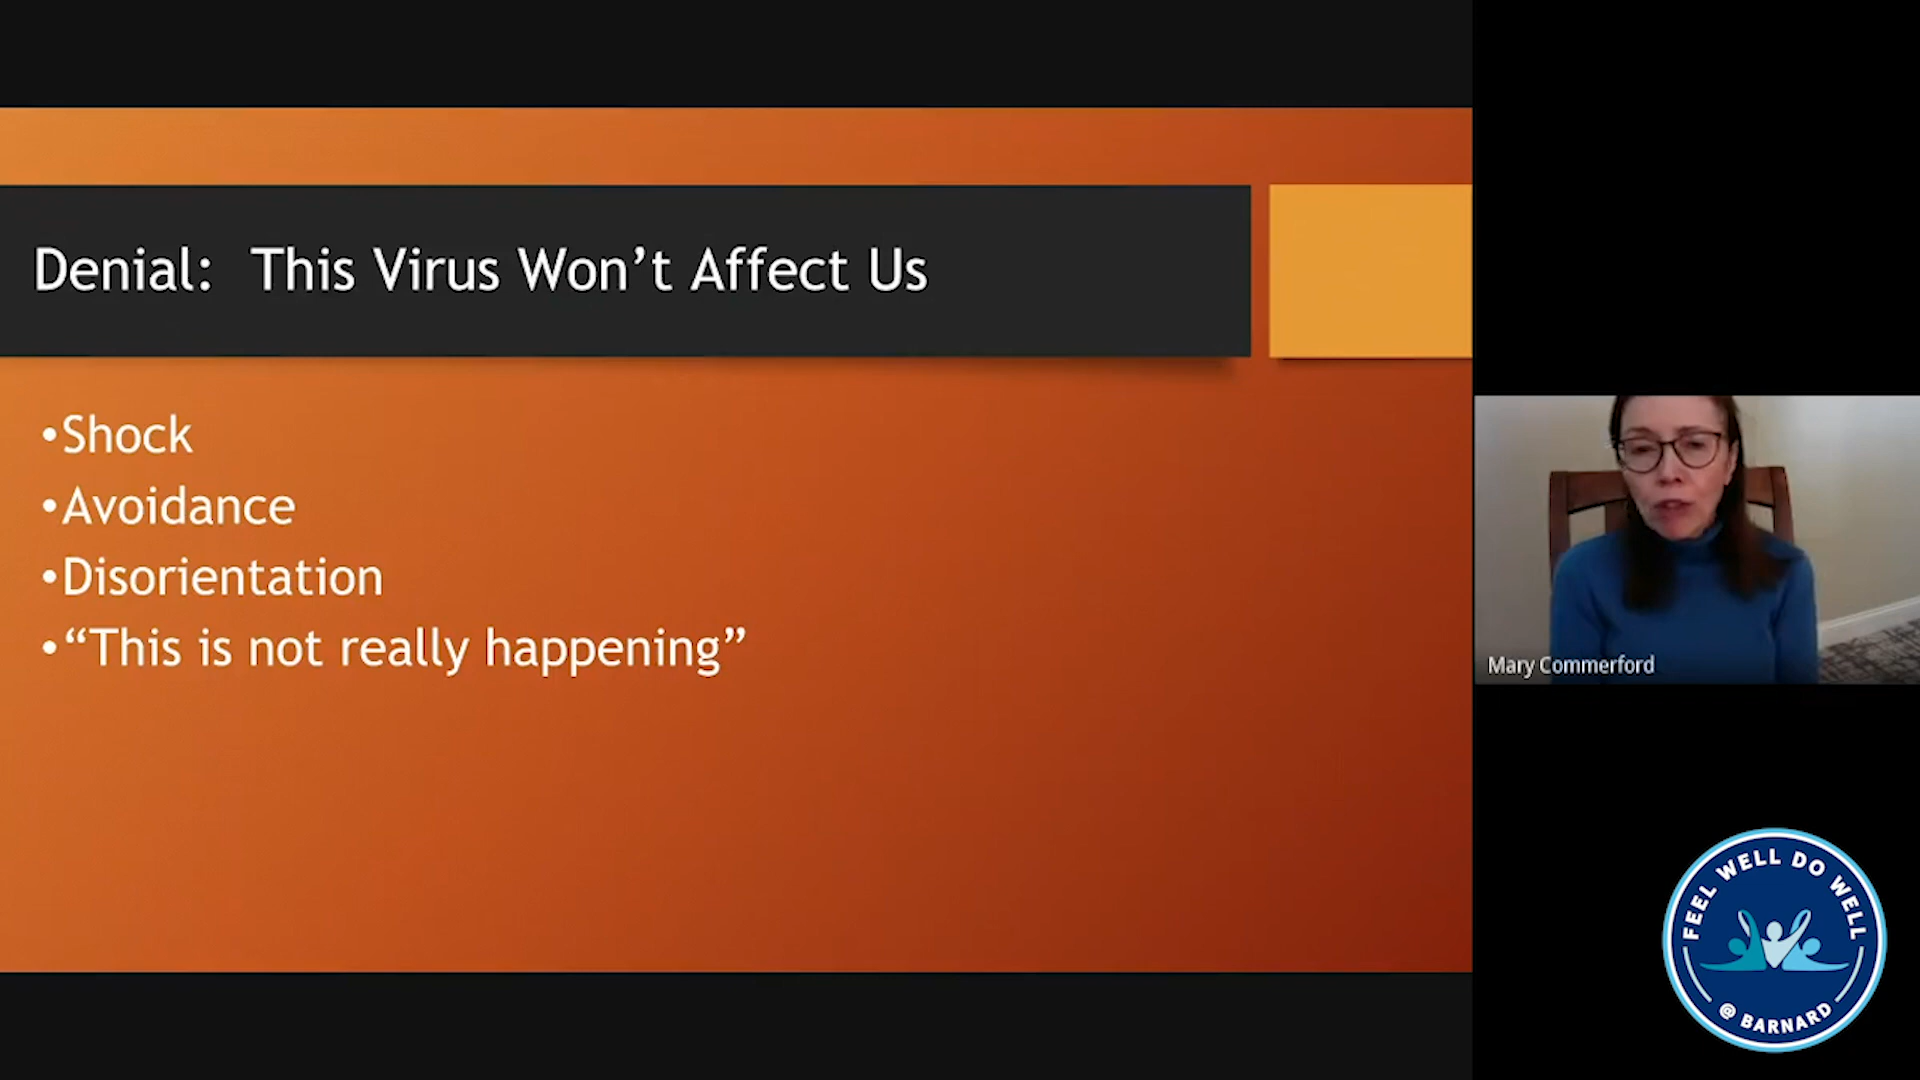 Denial: This Virus Won’t Affect Us
•Shock
•Avoidance
•Disorientation
•“This is not really happening”
Mary Commerford
FEEL WELL DO WELL
@ BARNARD